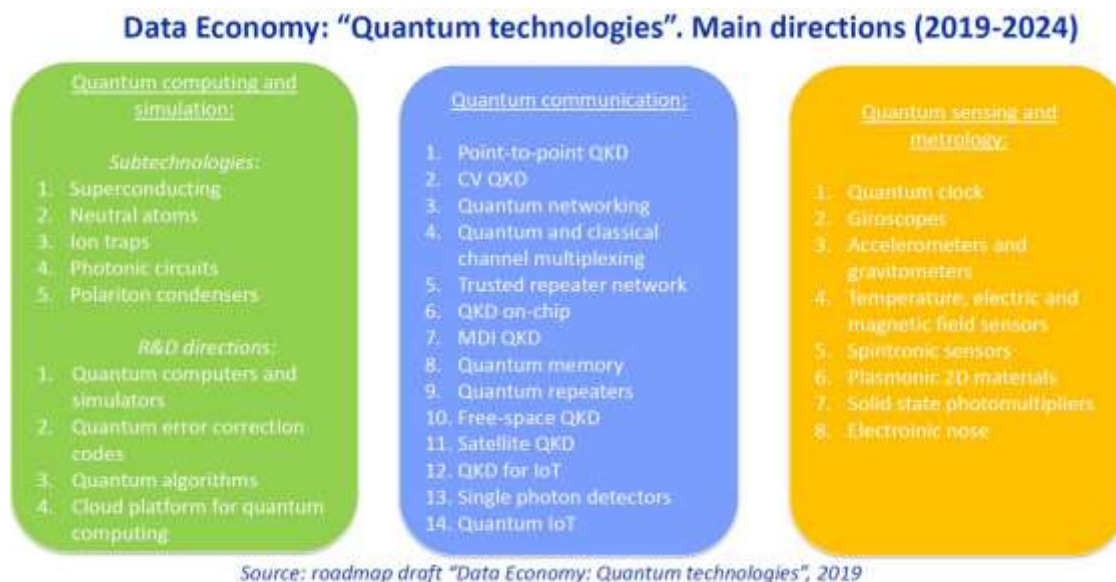 Data Economy: “Quantum technologies”. Main directions (2019-2024)
Quantum computing and
simulation:
Subtechnologies:
1. Superconducting
2. Neutral atoms
3. Ion traps
4. Photonic circuits
5. Polariton condensers
R&D directions:
1. Quantum computers and
simulators
2. Quantum error correction
codes
3. Quantum algorithms
4. Cloud platform for quantum
computing
Quantum communication:
1. Point-to-point QKD
2. CV QKD
3. Quantum networking
4. Quantum and classical
channel multiplexing
5. Trusted repeater network
6. QKD on-chip
7. MDI QKD
8. Quantum memory
9. Quantum repeaters
10. Free-space QKD
11. Satellite QKD
12. QKD for IoT
13. Single photon detectors
14. Quantum IoT
Quantum sensing and
metrology:
1. Quantum clock
2. Giroscopes
3. Accelerometers and
gravitometers
4. Temperature, electric and
magnetic field sensors
5. Spintronic sensors
6. Plasmonic 2D materials
7. Solid state photomultipliers
8. Electroinic nose
Source: roadmap draft “Data Economy: Quantum technologies”, 2019